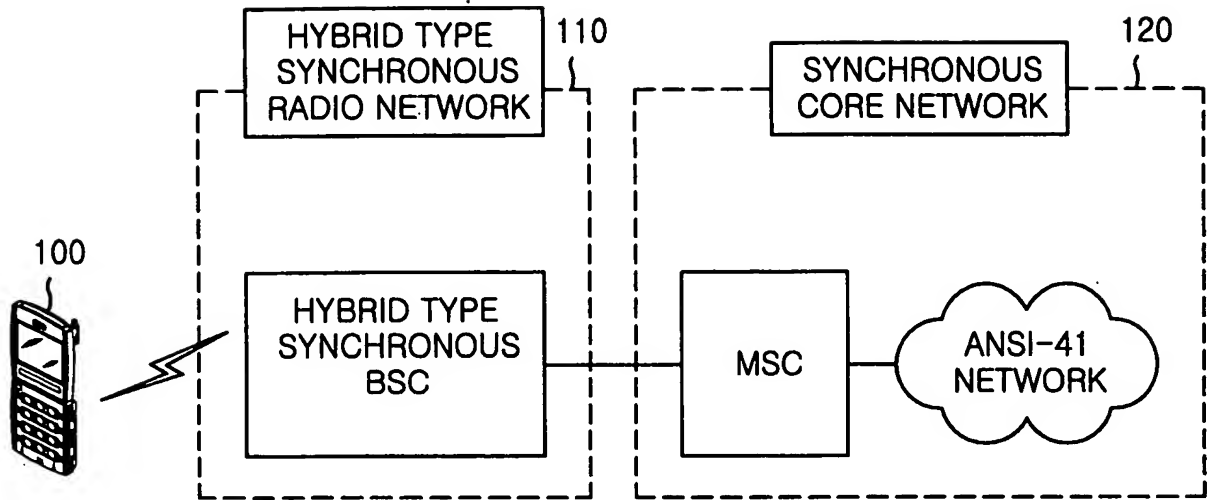 HYBRID TYPE
SYNCHRONOUS
RADIO NETWORK
110
SYNCHRONOUS
CORE NETWORK
120
100
HYBRID TYPE
SYNCHRONOUS
BSC
MSC
ANSI-41
NETWORK